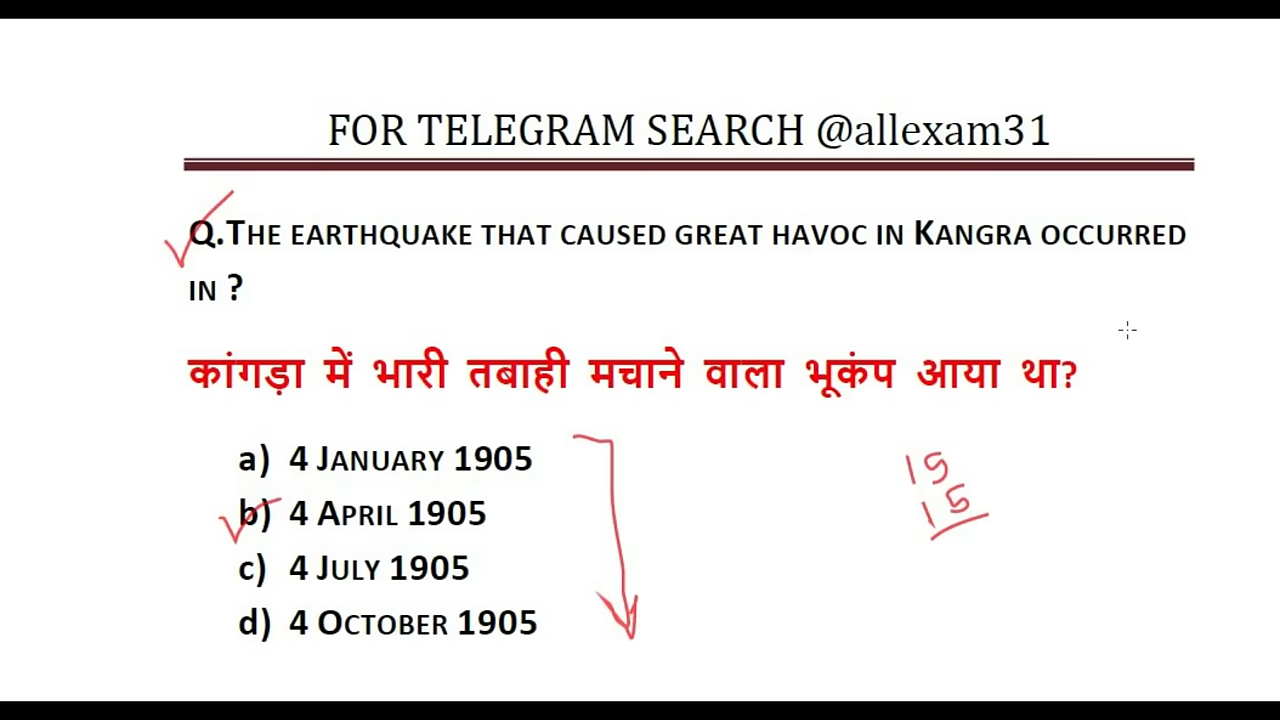 FOR TELEGRAM SEARCH @allexam31
Q.THE EARTHQUAKE THAT CAUSED GREAT HAVOC IN KANGRA OCCURRED
IN ?
कांगड़ा में भारी तबाही मचाने वाला भूकंप आया था?
a) 4 JANUARY 1905
b) 4 APRIL 1905
c) 4 JULY 1905
d) 4 OCTOBER 1905
19
15